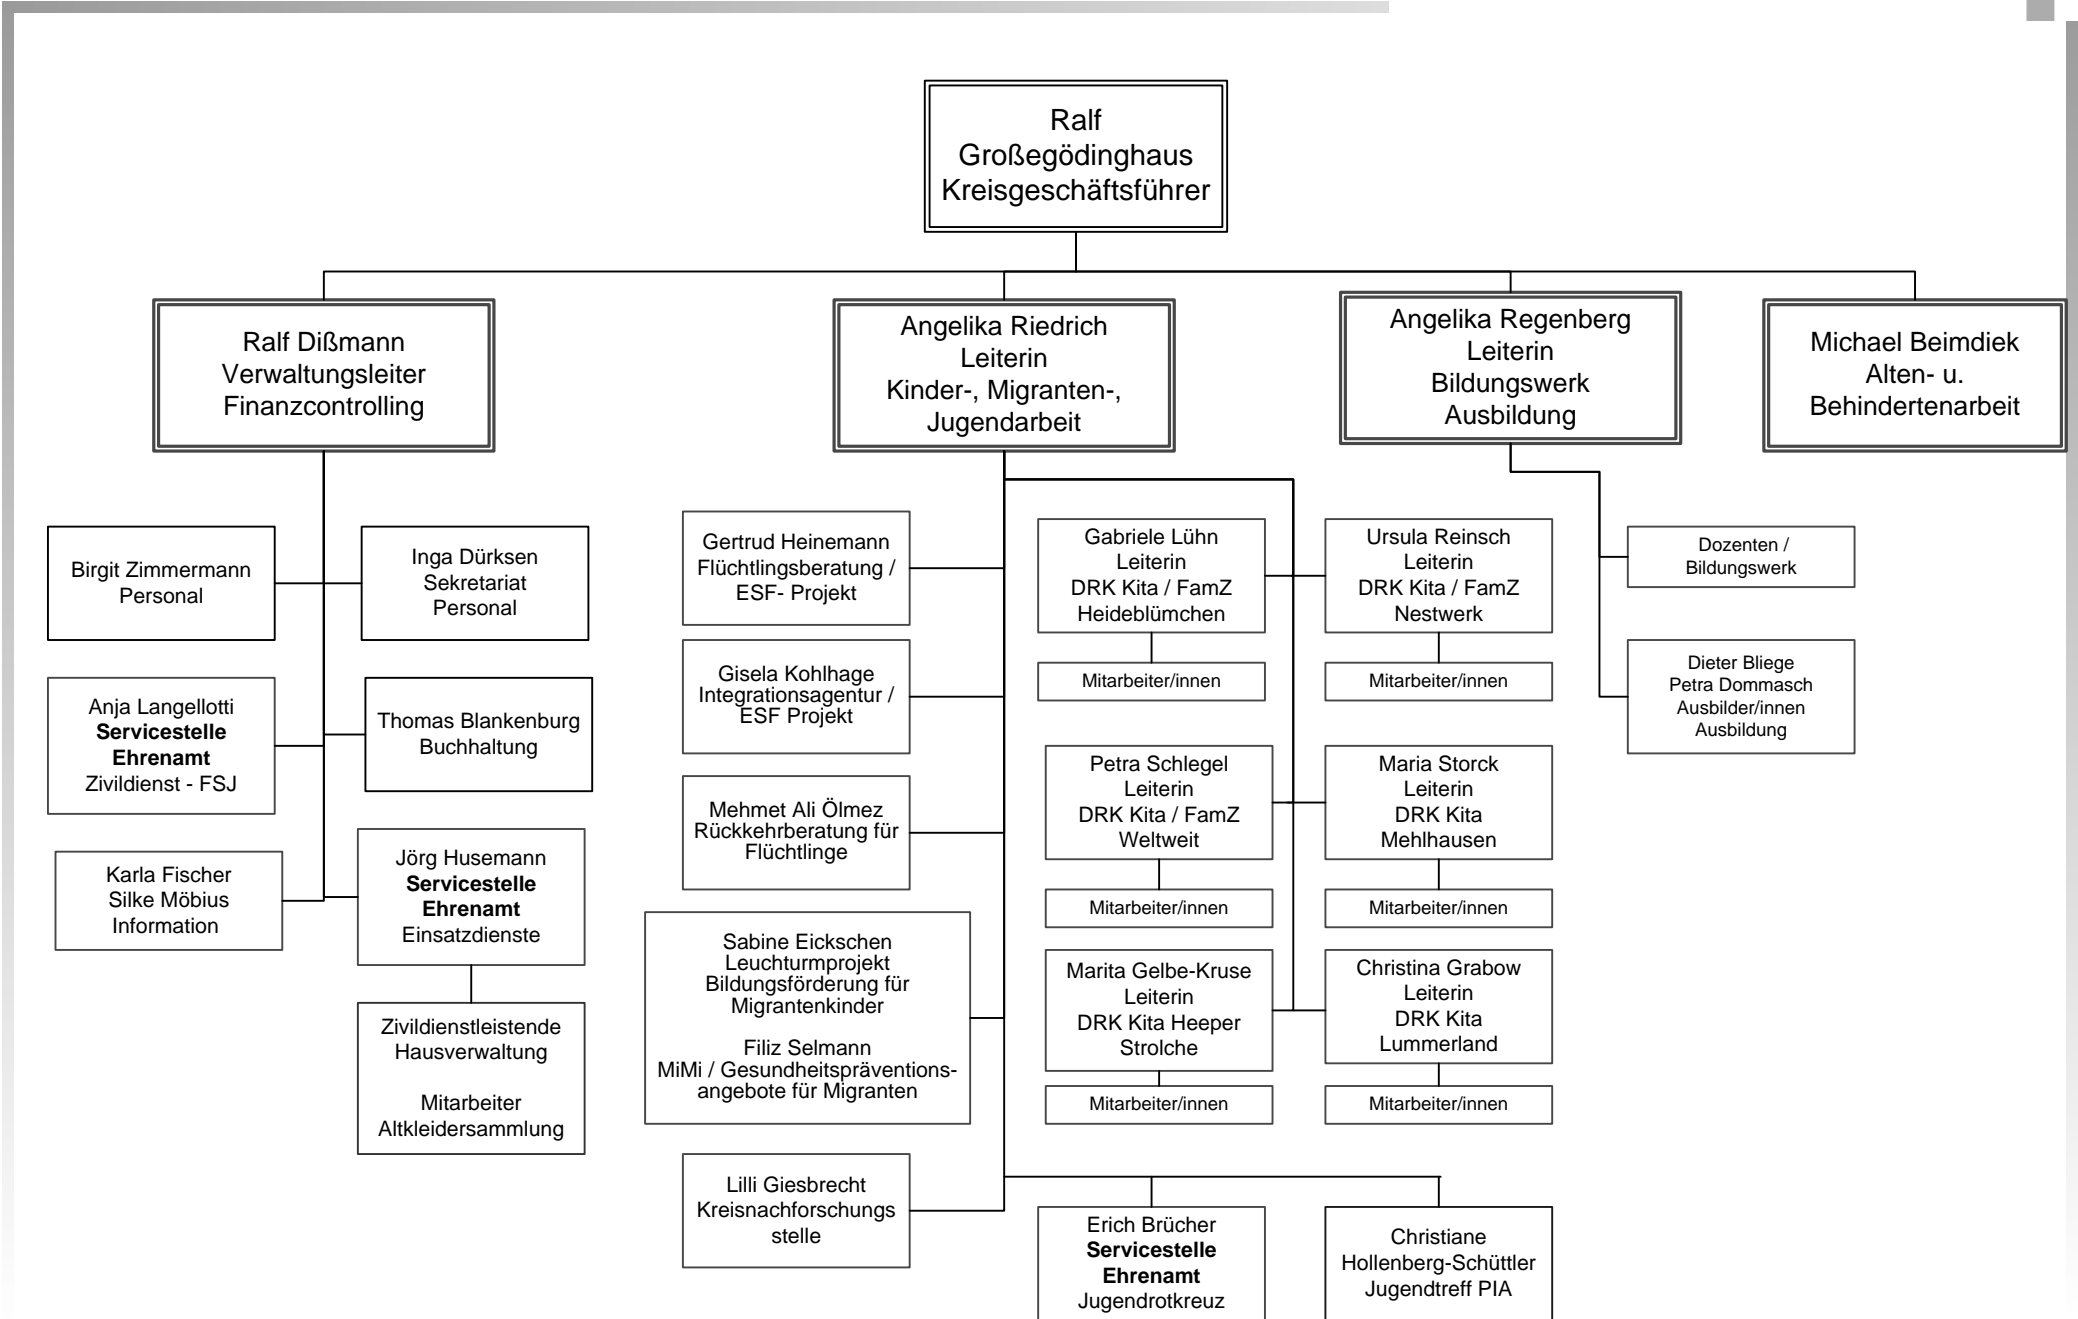 Ralf
Großegödinghaus
Kreisgeschäftsführer
Ralf Dißmann
Verwaltungsleiter
Finanzcontrolling
Angelika Riedrich
Leiterin
Kinder-, Migranten-,
Jugendarbeit
Angelika Regenberg
Leiterin
Bildungswerk
Ausbildung
Michael Beimdiek
Alten- u.
Behindertenarbeit
Birgit Zimmermann
Personal
Inga Dürksen
Sekretariat
Personal
Anja Langellotti
Servicestelle
Ehrenamt
Zivildienst - FSJ
Thomas Blankenburg
Buchhaltung
Karla Fischer
Silke Möbius
Information
Jörg Husemann
Servicestelle
Ehrenamt
Einsatzdienste
Zivildienstleistende
Hausverwaltung
Mitarbeiter
Altkleidersammlung
Gertrud Heinemann
Flüchtlingsberatung /
ESF- Projekt
Gisela Kohlhage
Integrationsagentur /
ESF Projekt
Mehmet Ali Ölmez
Rückkehrberatung für
Flüchtlinge
Sabine Eickschen
Leuchturmprojekt
Bildungsförderung für
Migrantenkinder
Filiz Selmann
MiMi / Gesundheitspräventions-
angebote für Migranten
Lilli Giesbrecht
Kreisnachforschungs
stelle
Gabriele Lühn
Leiterin
DRK Kita / FamZ
Heideblümchen
Mitarbeiter/innen
Ursula Reinsch
Leiterin
DRK Kita / FamZ
Nestwerk
Mitarbeiter/innen
Petra Schlegel
Leiterin
DRK Kita / FamZ
Weltweit
Mitarbeiter/innen
Maria Storck
Leiterin
DRK Kita
Mehlhausen
Mitarbeiter/innen
Marita Gelbe-Kruse
Leiterin
DRK Kita Heeper
Strolche
Mitarbeiter/innen
Christina Grabow
Leiterin
DRK Kita
Lummerland
Mitarbeiter/innen
Erich Brücher
Servicestelle
Ehrenamt
Jugendrotkreuz
Christiane
Hollenberg-Schüttler
Jugendtreff PIA
Dozenten /
Bildungswerk
Dieter Bliege
Petra Dommasch
Ausbilder/innen
Ausbildung